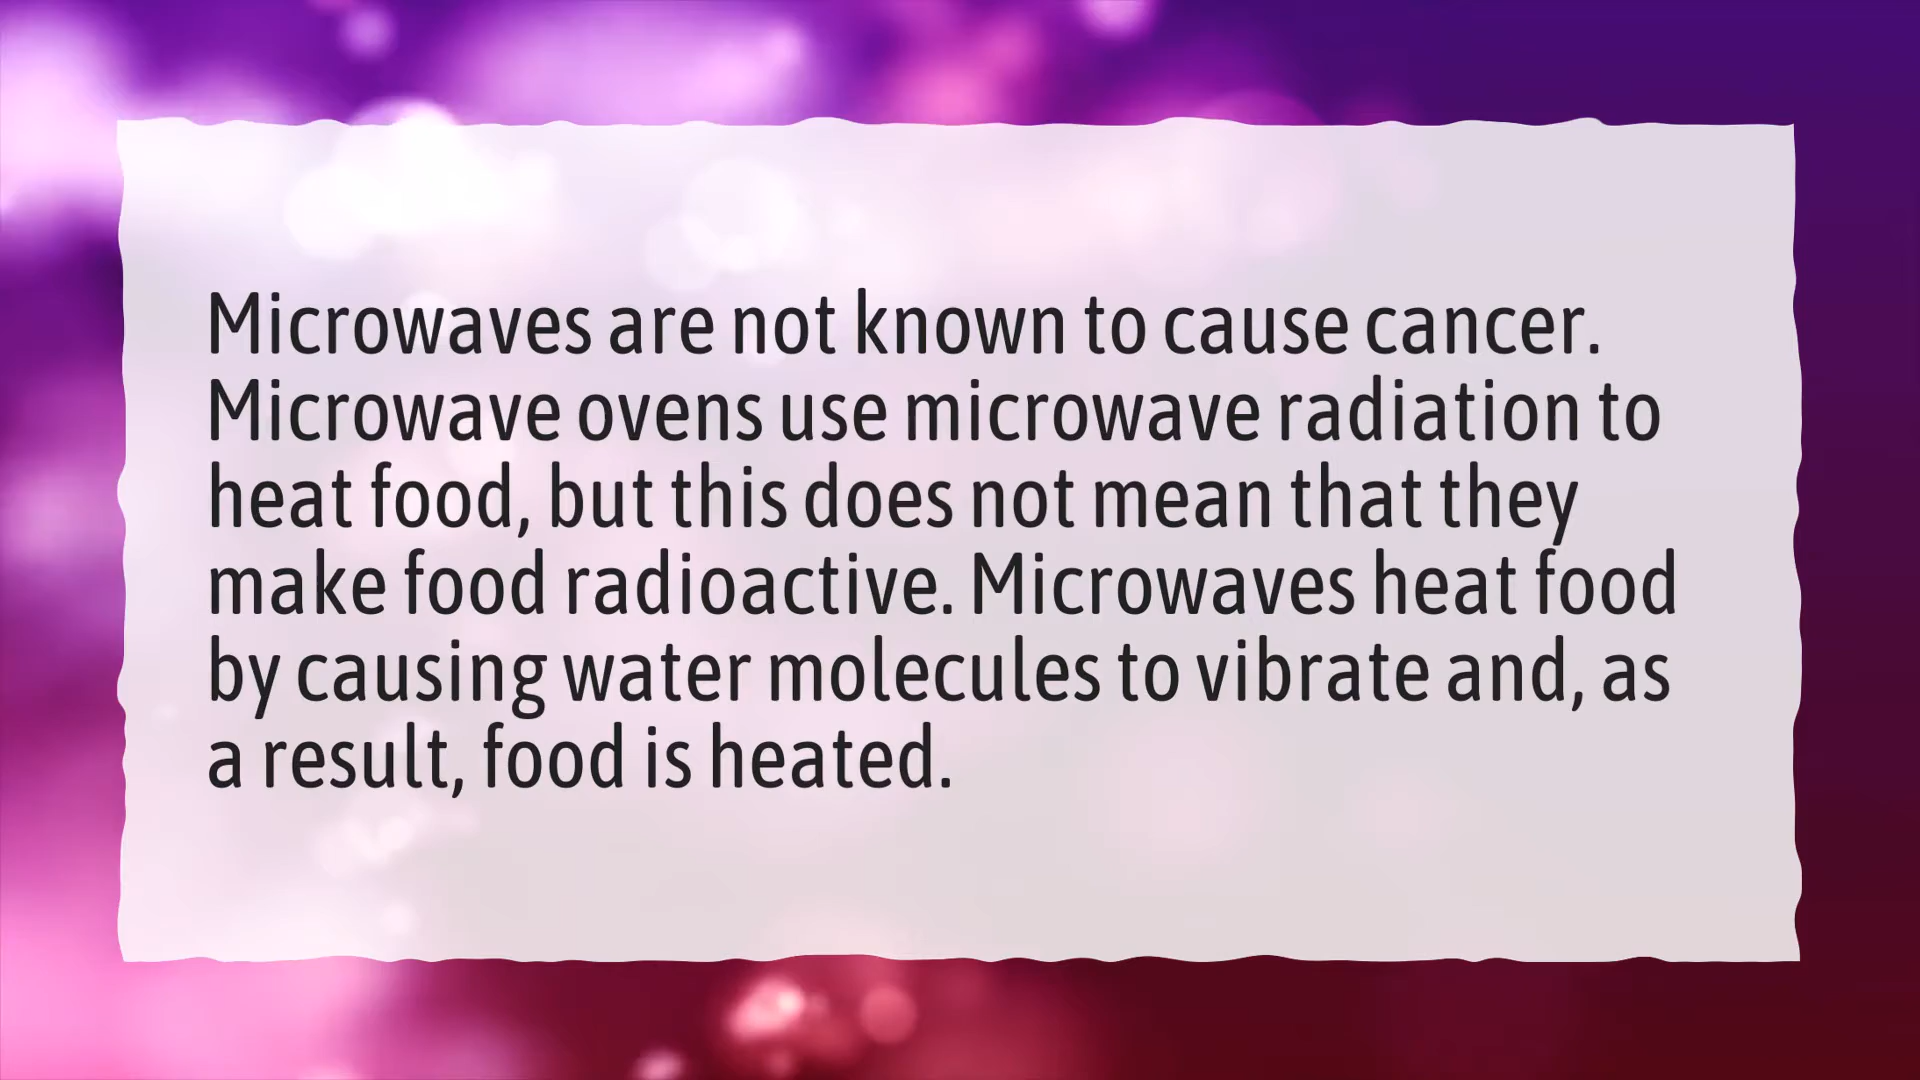 Microwaves are not known to cause cancer.
Microwave ovens use microwave radiation to
heat food, but this does not mean that they
make food radioactive. Microwaves heat food
by causing water molecules to vibrate and, as
a result, food is heated.